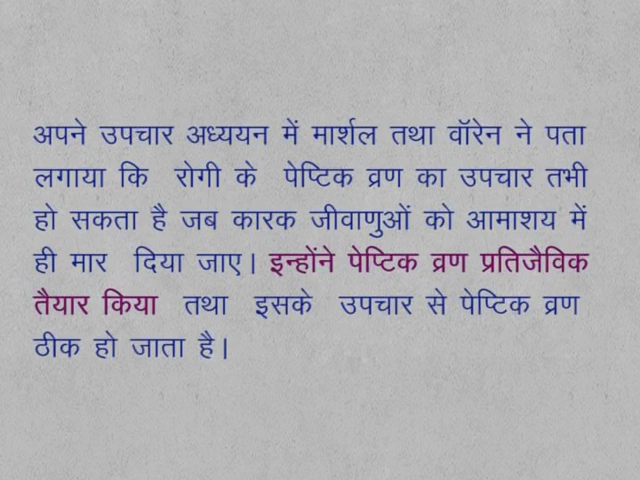 अपने उपचार अध्ययन में मार्शल तथा वॉरेन ने पता
लगाया कि रोगी के पेप्टिक व्रण का उपचार तभी
हो सकता है जब कारक जीवाणुओं को आमाशय में
ही मार दिया जाए। इन्होंने पेप्टिक व्रण प्रतिजैविक
तैयार किया तथा इसके उपचार से पेप्टिक व्रण
ठीक हो जाता है।